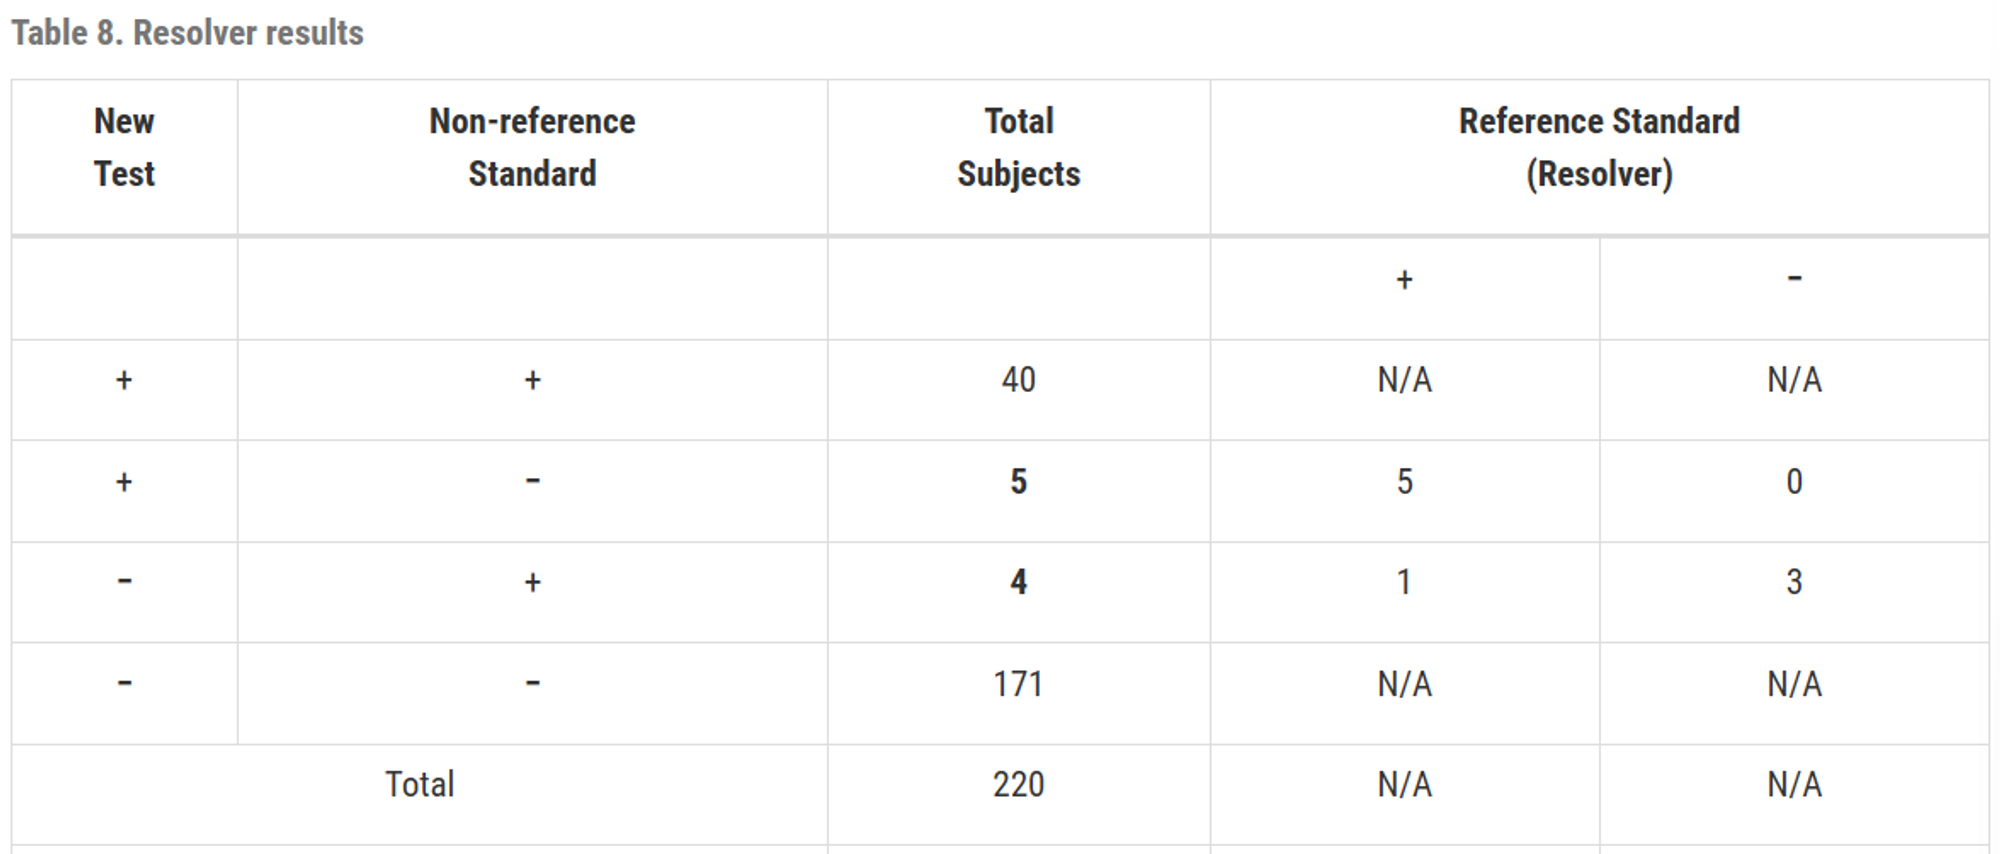 Table 8. Resolver results
New Test Non-reference Standard Total Subjects Reference Standard (Resolver)
+ −
+ + 40 N/A N/A
+ − 5 5 0
− + 4 1 3
− − 171 N/A N/A
Total 220 N/A N/A